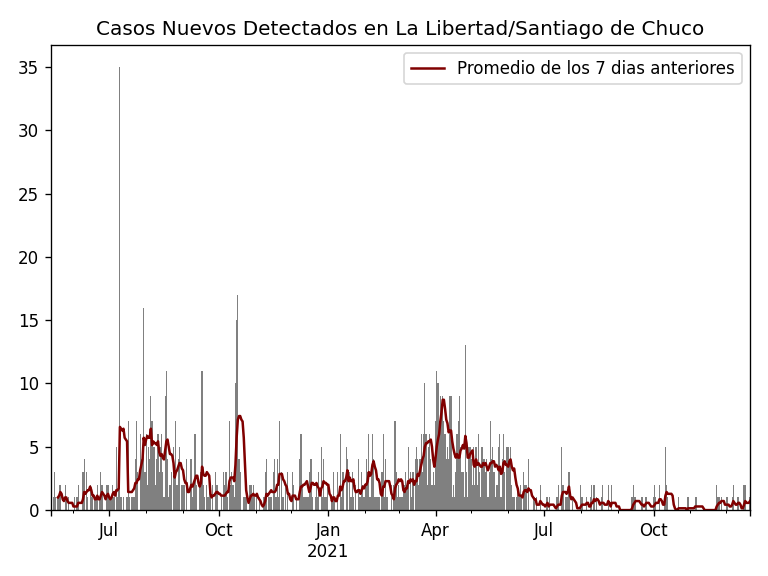 Casos Nuevos Detectados en La Libertad/Santiago de Chuco
Promedio de los 7 dias anteriores
35
30
25
20
15
10
5
0
Jul
Oct
Jan
2021
Apr
Jul
Oct